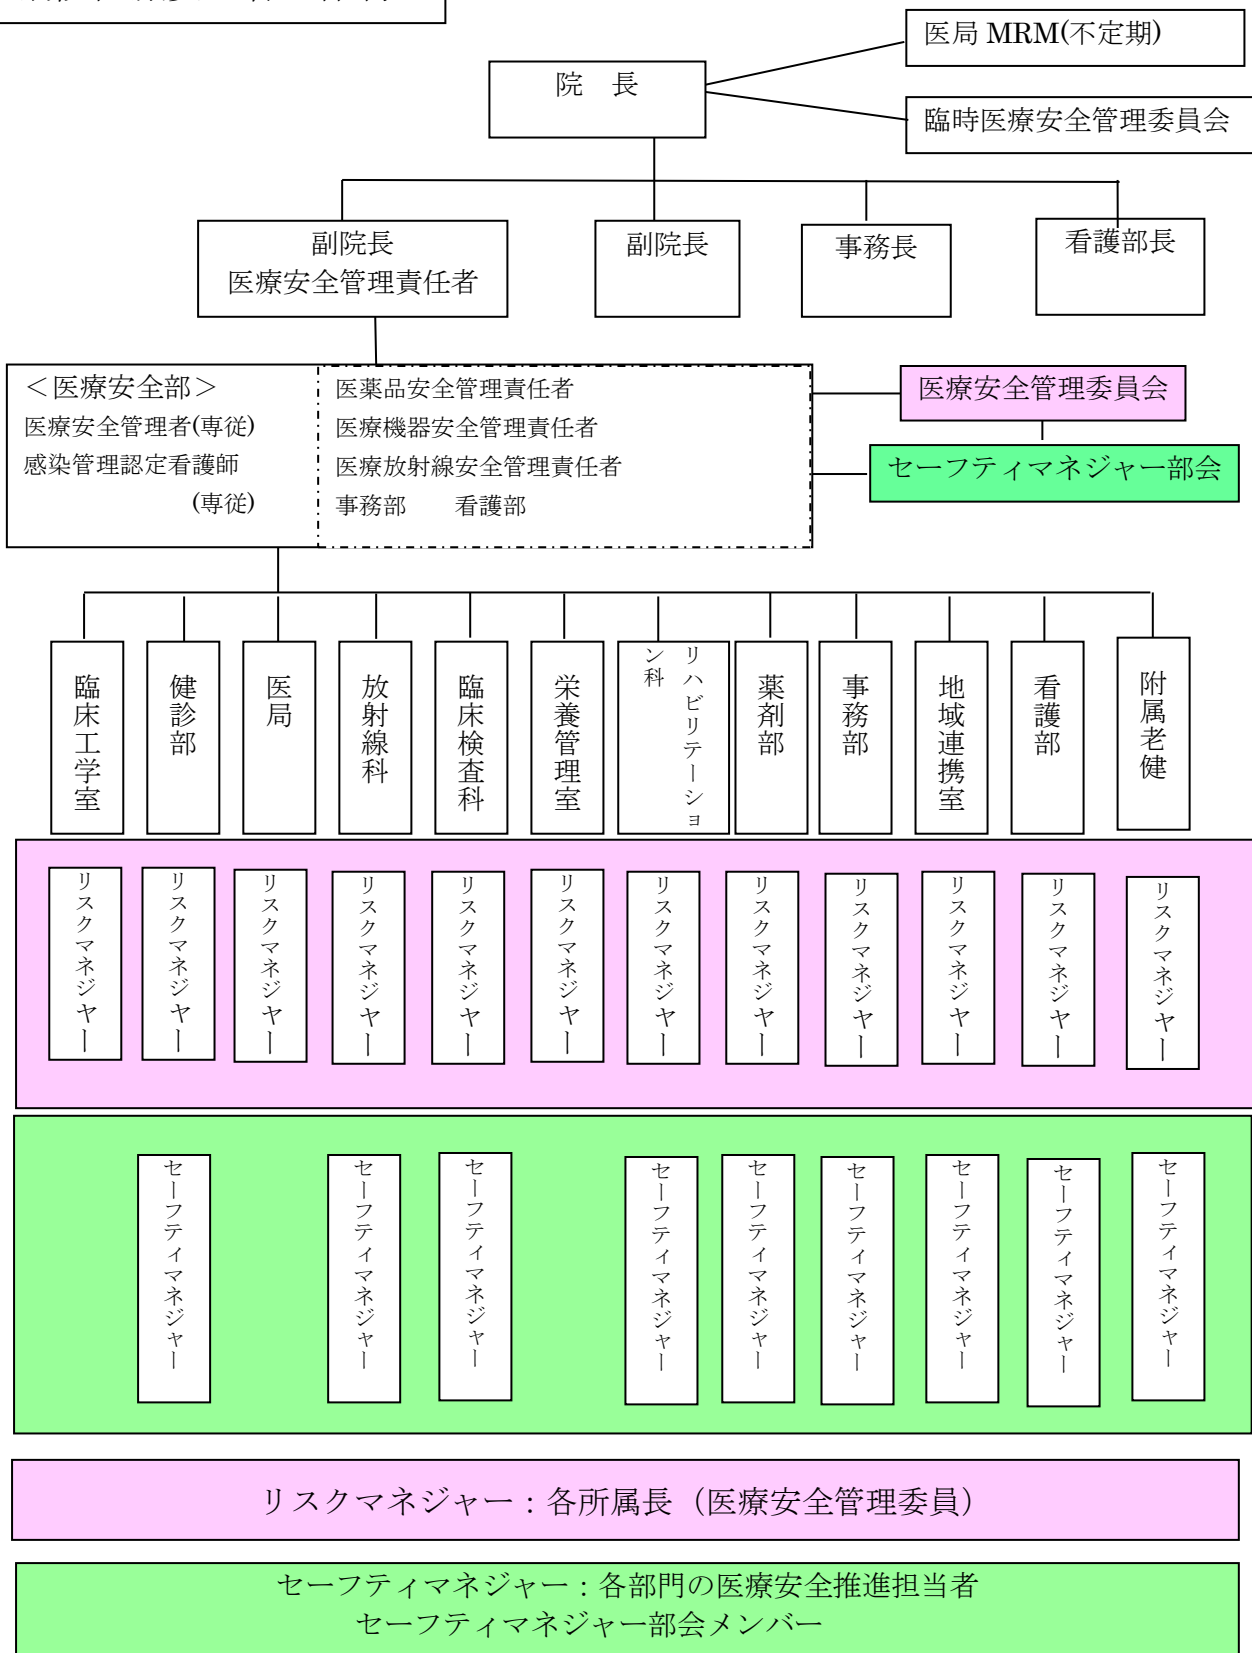 医局 MRM(不定期)
院　長
臨時医療安全管理委員会
副院長
医療安全管理責任者
副院長
事務長
看護部長
＜医療安全部＞
医療安全管理者(専従)
感染管理認定看護師
(専従)
医薬品安全管理責任者
医療機器安全管理責任者
医療放射線安全管理責任者
事務部　　看護部
医療安全管理委員会
セーフティマネジャー部会
臨床工学室
健診部
医局
放射線科
臨床検査科
栄養管理室
リハビリテーショ
ン科
薬剤部
事務部
地域連携室
看護部
附属老健
リスクマネジャー
リスクマネジャー
リスクマネジャー
リスクマネジャー
リスクマネジャー
リスクマネジャー
リスクマネジャー
リスクマネジャー
リスクマネジャー
リスクマネジャー
リスクマネジャー
リスクマネジャー
セーフティマネジャー
セーフティマネジャー
セーフティマネジャー
セーフティマネジャー
セーフティマネジャー
セーフティマネジャー
セーフティマネジャー
セーフティマネジャー
セーフティマネジャー
リスクマネジャー：各所属長（医療安全管理委員）
セーフティマネジャー：各部門の医療安全推進担当者
セーフティマネジャー部会メンバー